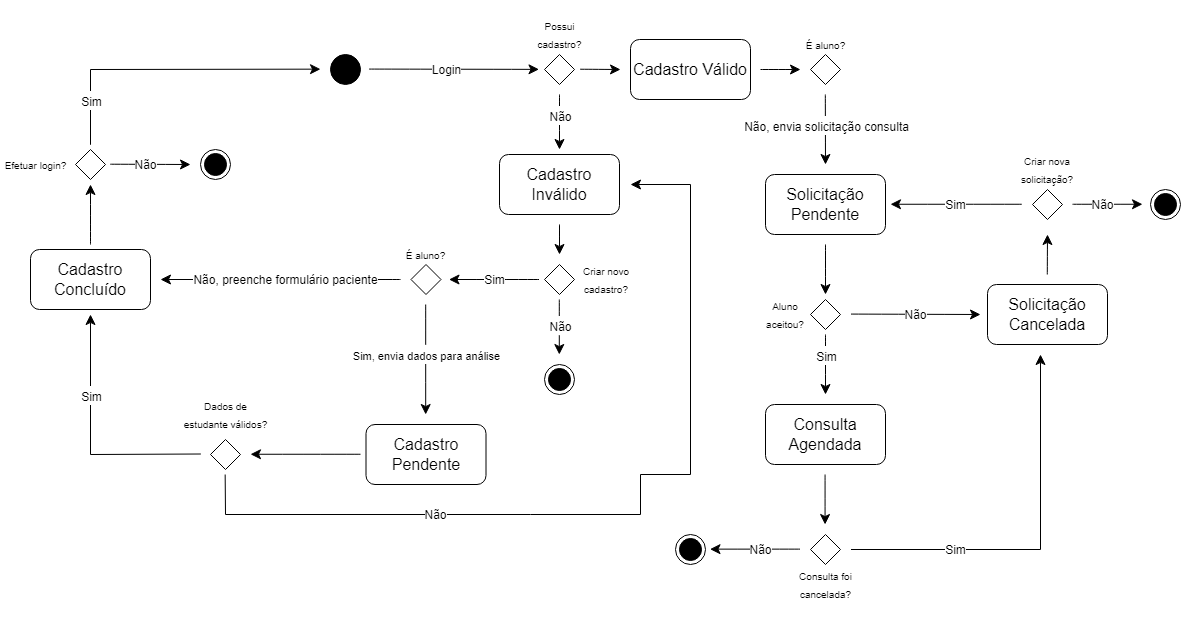 Possui
cadastro?
É aluno?
Login
Cadastro Válido
Sim
Não
Não, envia solicitação consulta
Efetuar login?
Não
Cadastro
Inválido
Criar nova
solicitação?
Solicitação
Pendente
Sim
Não
É aluno?
Cadastro
Concluído
Não, preenche formulário paciente
Sim
Criar novo
cadastro?
Aluno
aceitou?
Não
Solicitação
Cancelada
Não
Sim, envia dados para análise
Sim
Sim
Dados de
estudante válidos?
Cadastro
Pendente
Consulta
Agendada
Não
Não
Sim
Consulta foi
cancelada?